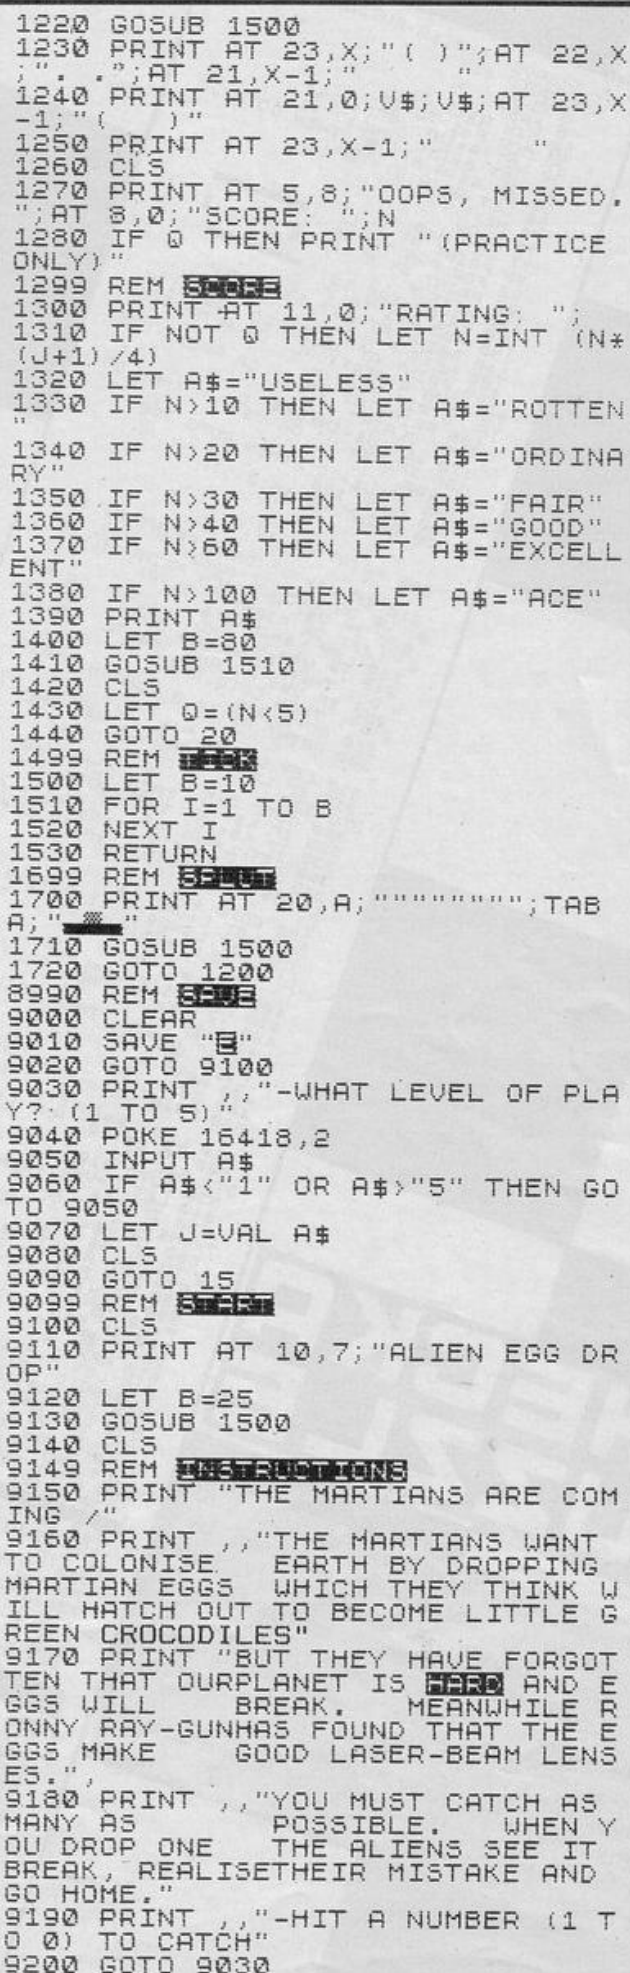 1220 GOSUB 1500
1230 PRINT AT 23,X;"( )";AT 22,X
;". .";AT 21,X-1;"     "
1240 PRINT AT 21,0;V$;V$;AT 23,X
-1;"(   )"
1250 PRINT AT 23,X-1;"     "
1260 CLS
1270 PRINT AT 5,8;"OOPS, MISSED.
";AT 8,0;"SCORE: ";N
1280 IF Q THEN PRINT "(PRACTICE
ONLY)"
1299 REM SCORE
1300 PRINT AT 11,0;"RATING: ";
1310 IF NOT Q THEN LET N=INT (N*
(J+1)/4)
1320 LET A$="USELESS"
1330 IF N>10 THEN LET A$="ROTTEN
"
1340 IF N>20 THEN LET A$="ORDINA
RY"
1350 IF N>30 THEN LET A$="FAIR"
1360 IF N>40 THEN LET A$="GOOD"
1370 IF N>60 THEN LET A$="EXCELL
ENT"
1380 IF N>100 THEN LET A$="ACE"
1390 PRINT A$
1400 LET B=80
1410 GOSUB 1510
1420 CLS
1430 LET Q=(N<5)
1440 GOTO 20
1499 REM TICK
1500 LET B=10
1510 FOR I=1 TO B
1520 NEXT I
1530 RETURN
1699 REM SPLUT
1700 PRINT AT 20,A;"""""""""";TAB
A;"   "
1710 GOSUB 1500
1720 GOTO 1200
8990 REM SAVE
9000 CLEAR
9010 SAVE "E"
9020 GOTO 9100
9030 PRINT ,,"-WHAT LEVEL OF PLA
Y? (1 TO 5)"
9040 POKE 16418,2
9050 INPUT A$
9060 IF A$<"1" OR A$>"5" THEN GO
TO 9050
9070 LET J=VAL A$
9080 CLS
9090 GOTO 15
9099 REM START
9100 CLS
9110 PRINT AT 10,7;"ALIEN EGG DR
OP"
9120 LET B=25
9130 GOSUB 1500
9140 CLS
9149 REM INSTRUCTIONS
9150 PRINT "THE MARTIANS ARE COM
ING /"
9160 PRINT ,,"THE MARTIANS WANT
TO COLONISE   EARTH BY DROPPING
MARTIAN EGGS   WHICH THEY THINK W
ILL HATCH OUT TO BECOME LITTLE G
REEN CROCODILES"
9170 PRINT "BUT THEY HAVE FORGOT
TEN THAT OURPLANET IS HARD AND E
GGS WILL     BREAK.   MEANWHILE R
ONNY RAY-GUNHAS FOUND THAT THE E
GGS MAKE     GOOD LASER-BEAM LENS
ES.",
9180 PRINT ,,"YOU MUST CATCH AS
MANY AS       POSSIBLE.   WHEN Y
OU DROP ONE   THE ALIENS SEE IT
BREAK, REALISETHEIR MISTAKE AND
GO HOME."
9190 PRINT ,,"-HIT A NUMBER (1 T
O 0) TO CATCH"
9200 GOTO 9030